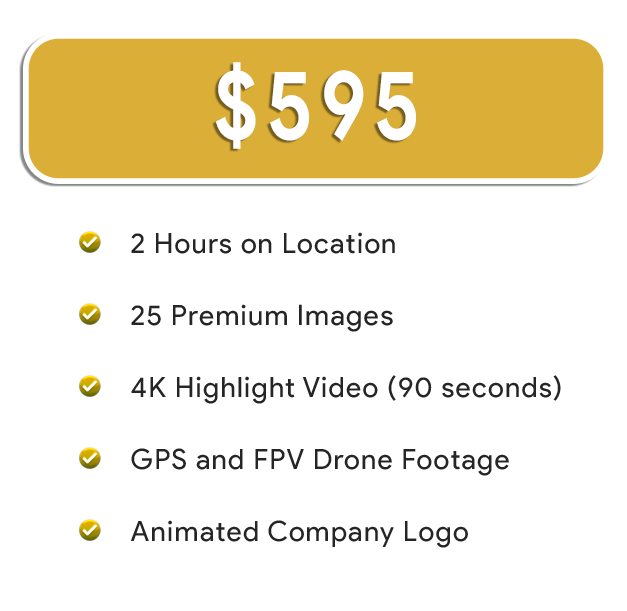 $595
2 Hours on Location
25 Premium Images
4K Highlight Video (90 seconds)
GPS and FPV Drone Footage
Animated Company Logo